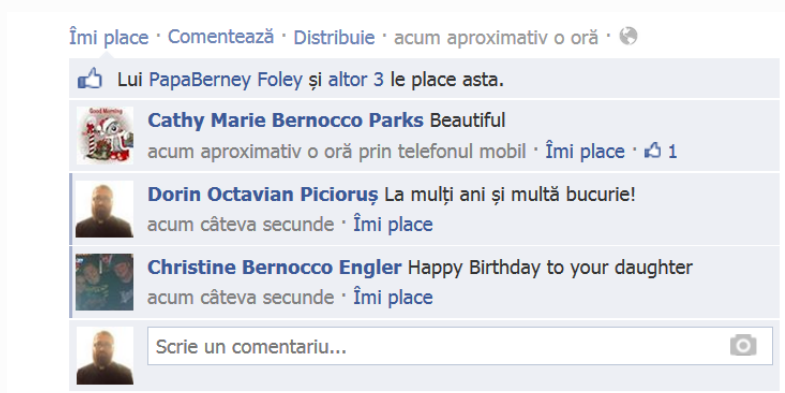 Îmi place · Comentează · Distribuie · acum aproximativ o oră ·
Lui PapaBerney Foley și altor 3 le place asta.
Good Morning
Cathy Marie Bernocco Parks Beautiful
acum aproximativ o oră prin telefonul mobil · Îmi place · 1
Dorin Octavian Picioruș La mulți ani și multă bucurie!
acum câteva secunde · Îmi place
Christine Bernocco Engler Happy Birthday to your daughter
acum câteva secunde · Îmi place
Scrie un comentariu...